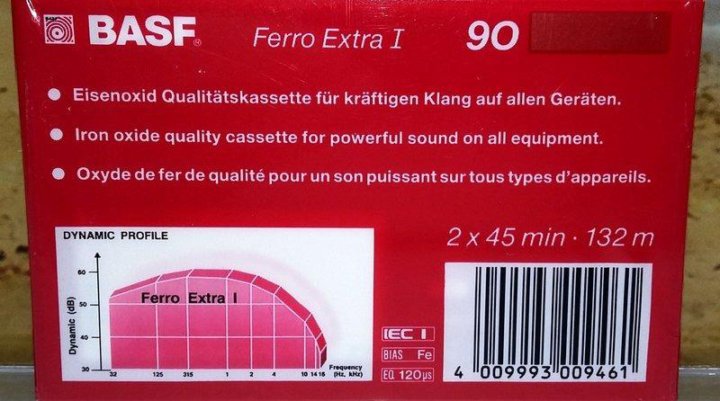 BASF BASF® Ferro Extra I 90
Eisenoxid Qualitätskassette für kräftigen Klang auf allen Geräten.
Iron oxide quality cassette for powerful sound on all equipment.
Oxyde de fer de qualité pour un son puissant sur tous types d'appareils.
DYNAMIC PROFILE
Dynamic (dB)
60
50
40
30
Ferro Extra I
32 125 315 1 2 4 10 14 16
Frequency
(Hz, kHz)
2 x 45 min · 132 m
IEC I
BIAS Fe
EQ 120 µs
4 009993 009461